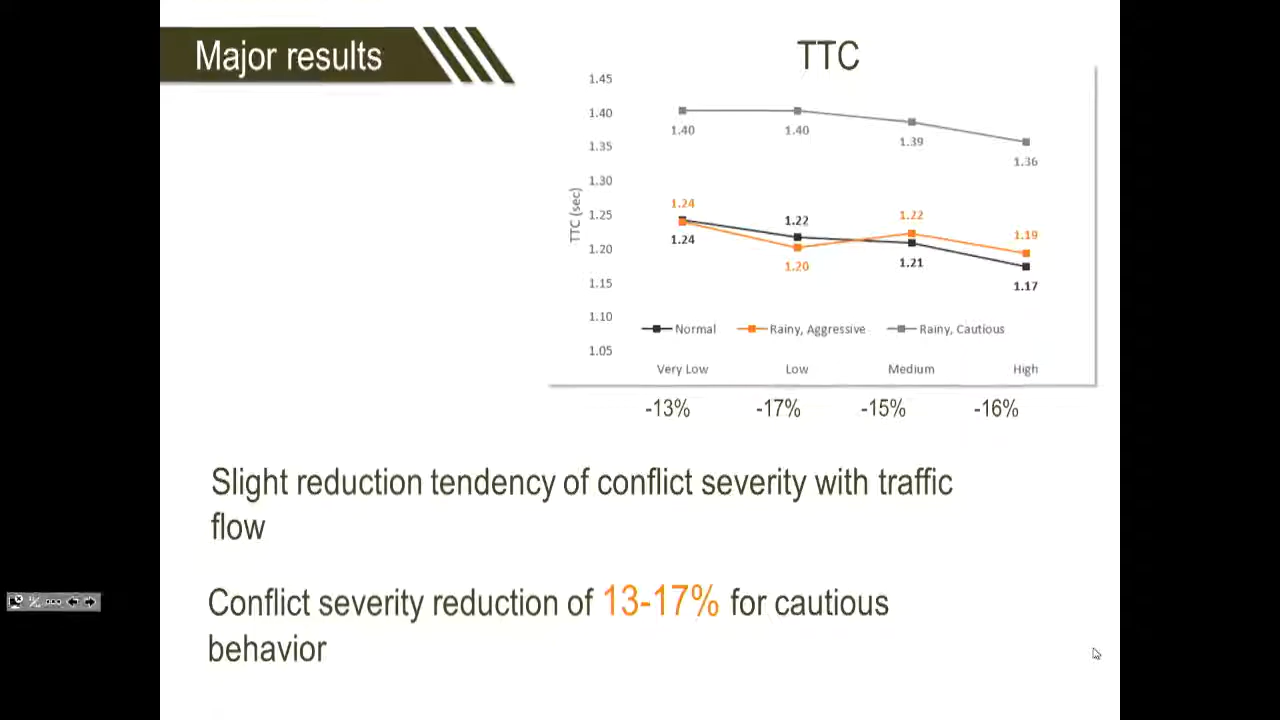 Major results
TTC
1.45
1.40
1.35
1.30
1.25
1.20
1.15
1.10
1.05
TTC (sec)
1.40
1.40
1.39
1.36
1.24
1.22
1.22
1.19
1.24
1.20
1.21
1.17
Normal
Rainy, Aggressive
Rainy, Cautious
Very Low
Low
Medium
High
-13%
-17%
-15%
-16%
Slight reduction tendency of conflict severity with traffic
flow
Conflict severity reduction of 13-17% for cautious
behavior